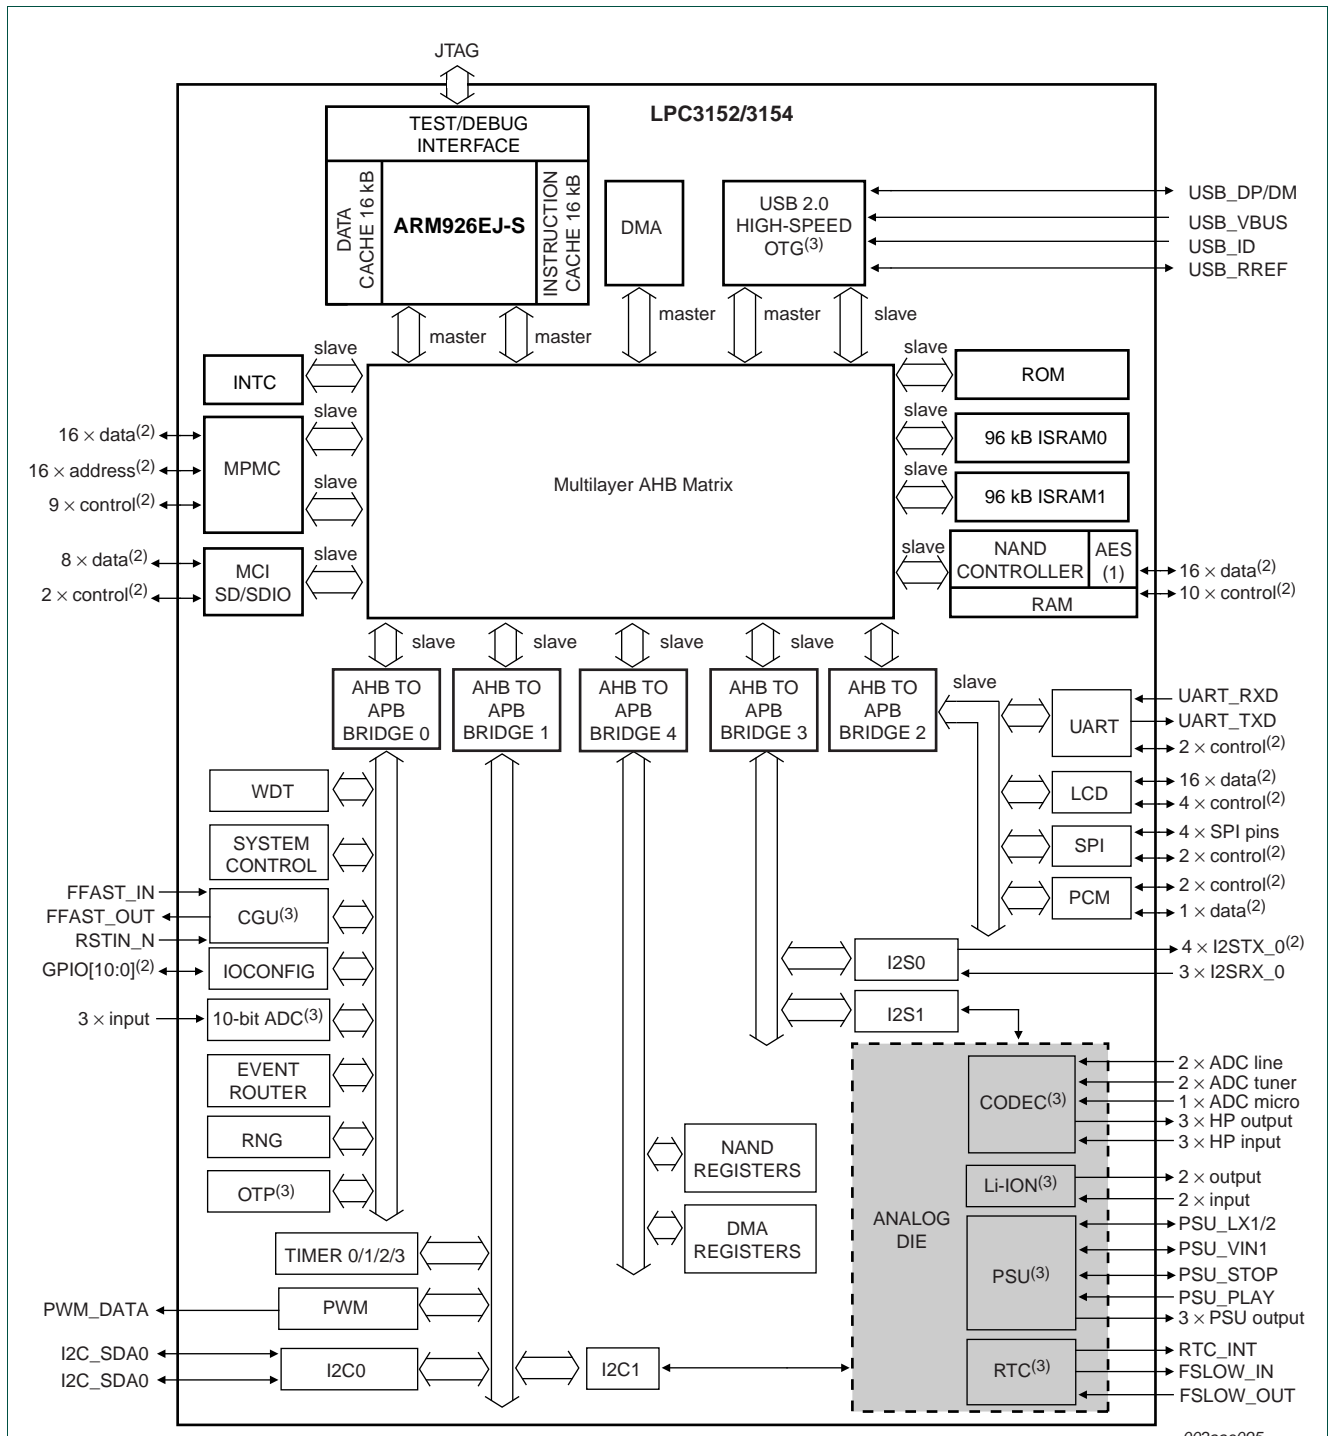 JTAG
LPC3152/3154
TEST/DEBUG
INTERFACE
DATA
CACHE 16 kB
ARM926EJ-S
INSTRUCTION
CACHE 16 kB
DMA
USB 2.0
HIGH-SPEED
OTG(3)
USB_DP/DM
USB_VBUS
USB_ID
USB_RREF
master
master
master
master
slave
slave
INTC
slave
ROM
16 × data(2)
16 × address(2)
9 × control(2)
MPMC
slave
slave
Multilayer AHB Matrix
slave
96 kB ISRAM0
slave
96 kB ISRAM1
8 × data(2)
2 × control(2)
MCI
SD/SDIO
slave
slave
NAND
CONTROLLER
AES
(1)
RAM
16 × data(2)
10 × control(2)
slave
slave
slave
slave
AHB TO
APB
BRIDGE 0
AHB TO
APB
BRIDGE 1
AHB TO
APB
BRIDGE 4
AHB TO
APB
BRIDGE 3
AHB TO
APB
BRIDGE 2
slave
UART
UART_RXD
UART_TXD
2 × control(2)
LCD
16 × data(2)
4 × control(2)
SPI
4 × SPI pins
2 × control(2)
PCM
2 × control(2)
1 × data(2)
WDT
SYSTEM
CONTROL
FFAST_IN
FFAST_OUT
RSTIN_N
CGU(3)
GPIO[10:0](2)
IOCONFIG
3 × input
10-bit ADC(3)
EVENT
ROUTER
RNG
OTP(3)
I2S0
4 × I2STX_0(2)
3 × I2SRX_0
I2S1
NAND
REGISTERS
DMA
REGISTERS
ANALOG
DIE
CODEC(3)
2 × ADC line
2 × ADC tuner
1 × ADC micro
3 × HP output
3 × HP input
Li-ION(3)
2 × output
2 × input
PSU(3)
PSU_LX1/2
PSU_VIN1
PSU_STOP
PSU_PLAY
3 × PSU output
RTC(3)
RTC_INT
FSLOW_IN
FSLOW_OUT
TIMER 0/1/2/3
PWM_DATA
PWM
I2C_SDA0
I2C_SDA0
I2C0
I2C1